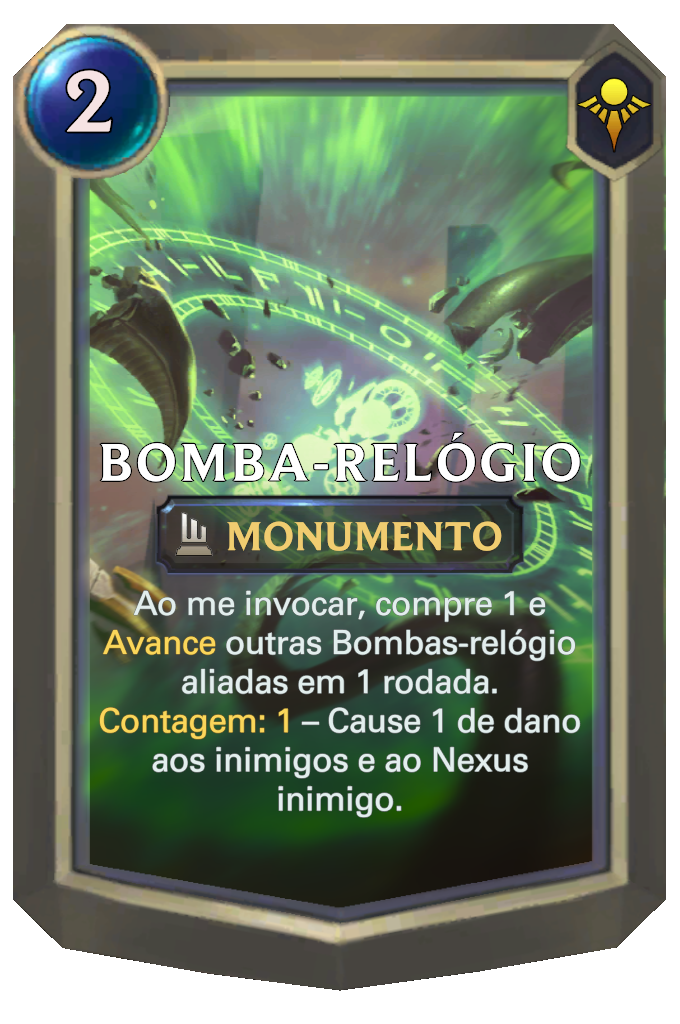 2
BOMBA-RELÓGIO
MONUMENTO
Ao me invocar, compre 1 e
Avance outras Bombas-relógio
aliadas em 1 rodada.
Contagem: 1 – Cause 1 de dano
aos inimigos e ao Nexus
inimigo.